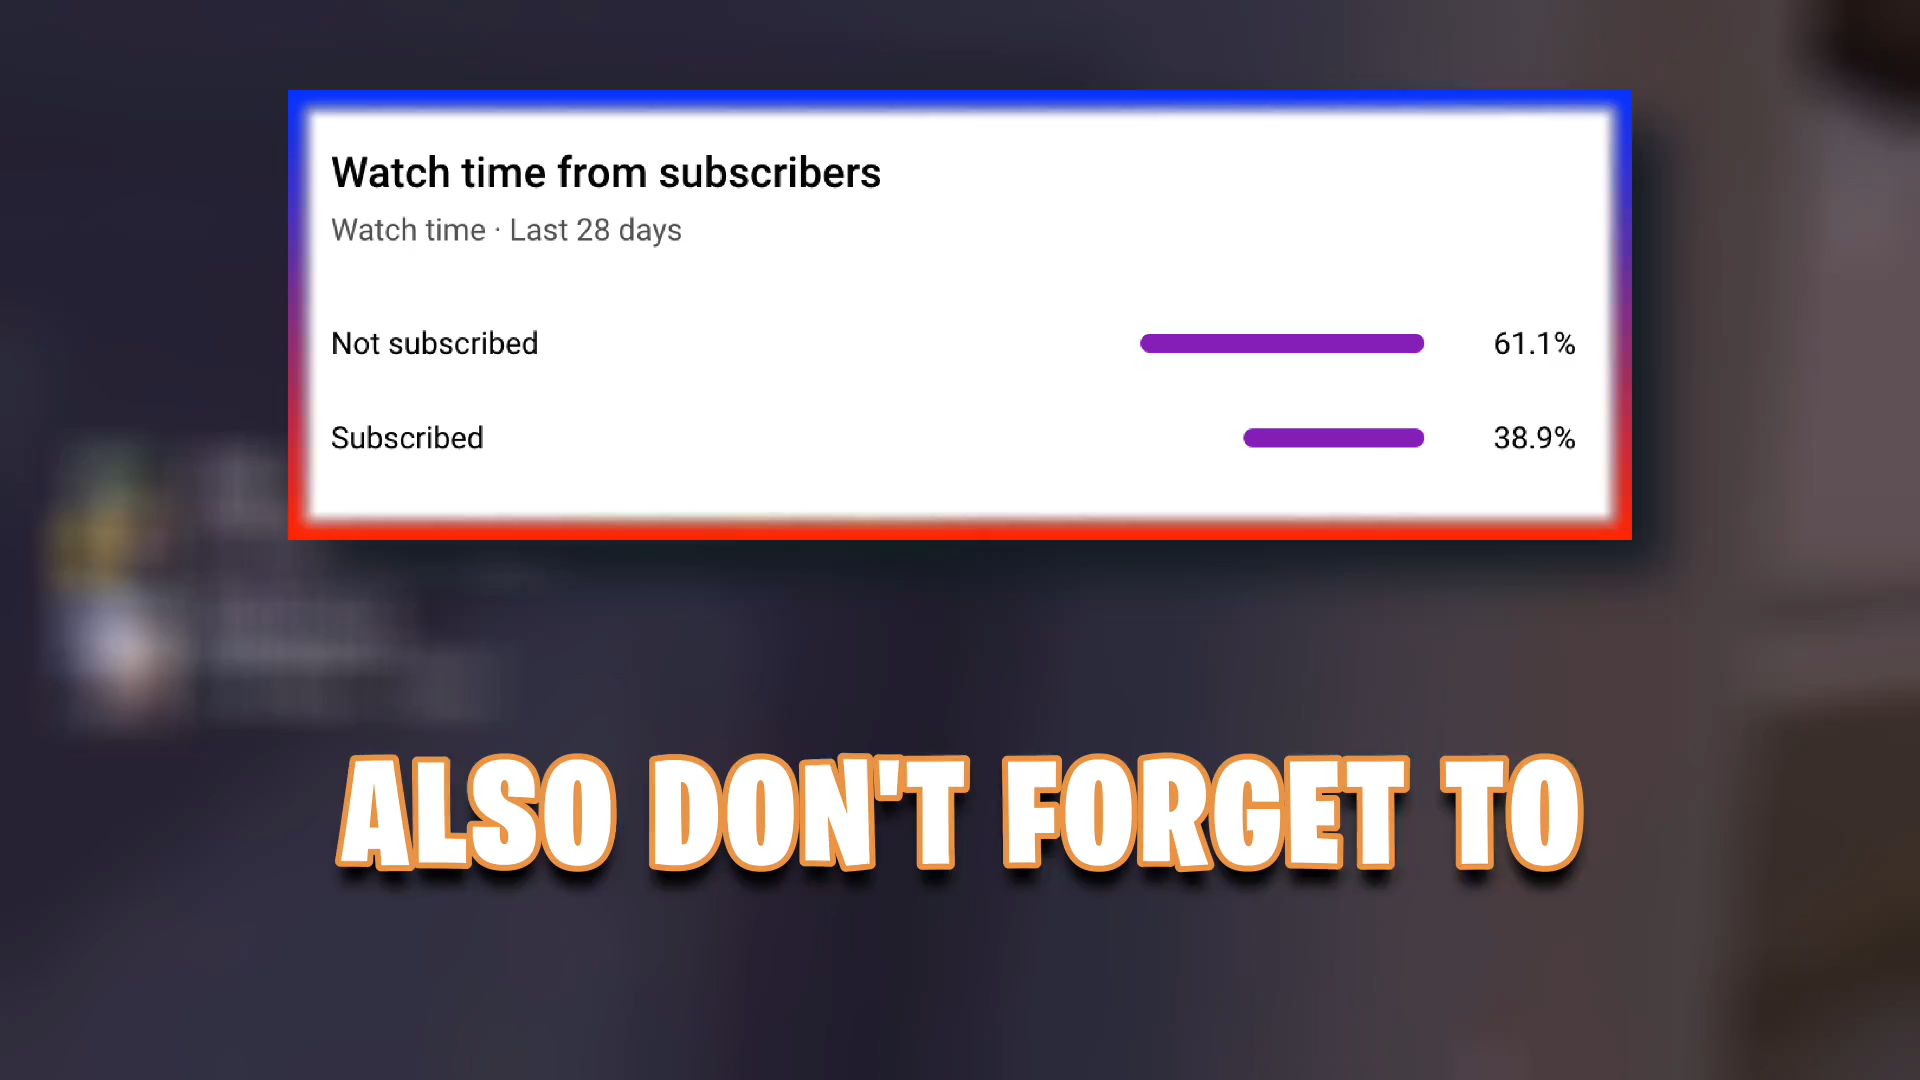 Watch time from subscribers
Watch time · Last 28 days
Not subscribed 61.1%
Subscribed 38.9%
ALSO DON'T FORGET TO